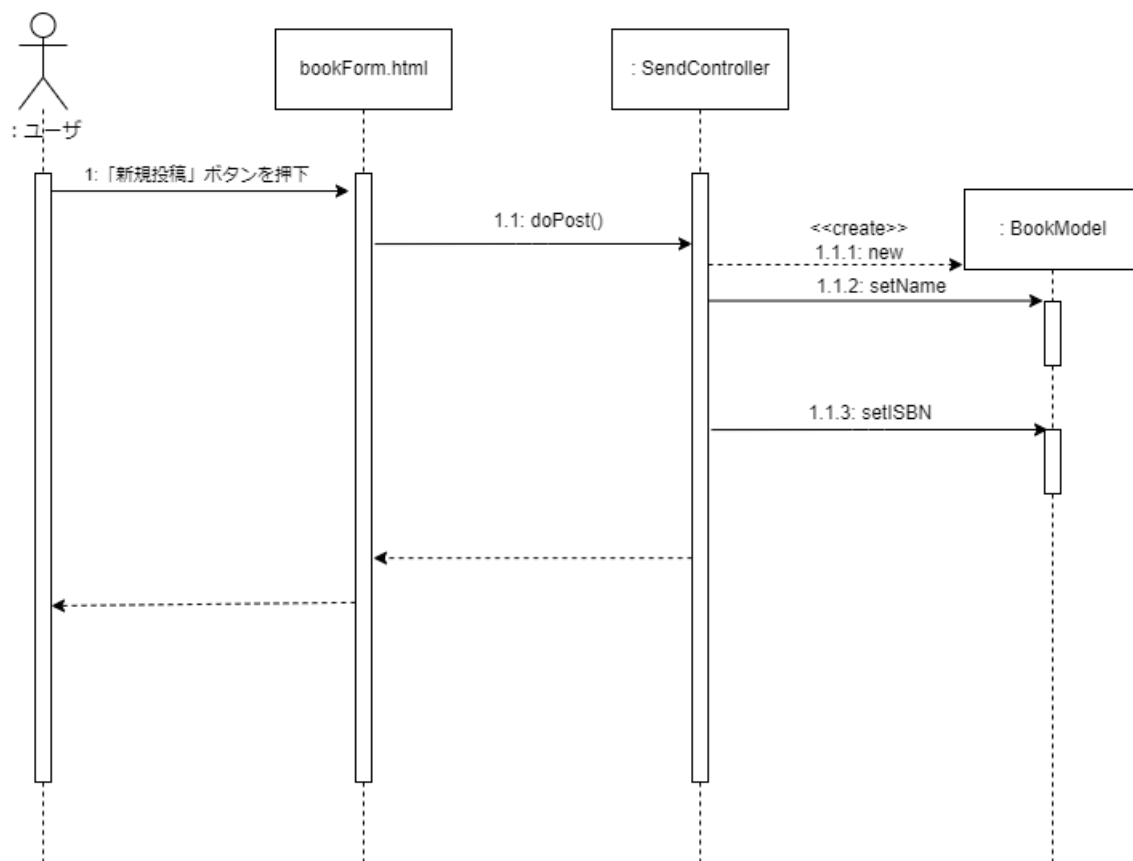 : ユーザ
bookForm.html
: SendController
1:「新規投稿」ボタンを押下
1.1: doPost()
<<create>>
1.1.1: new
: BookModel
1.1.2: setName
1.1.3: setISBN